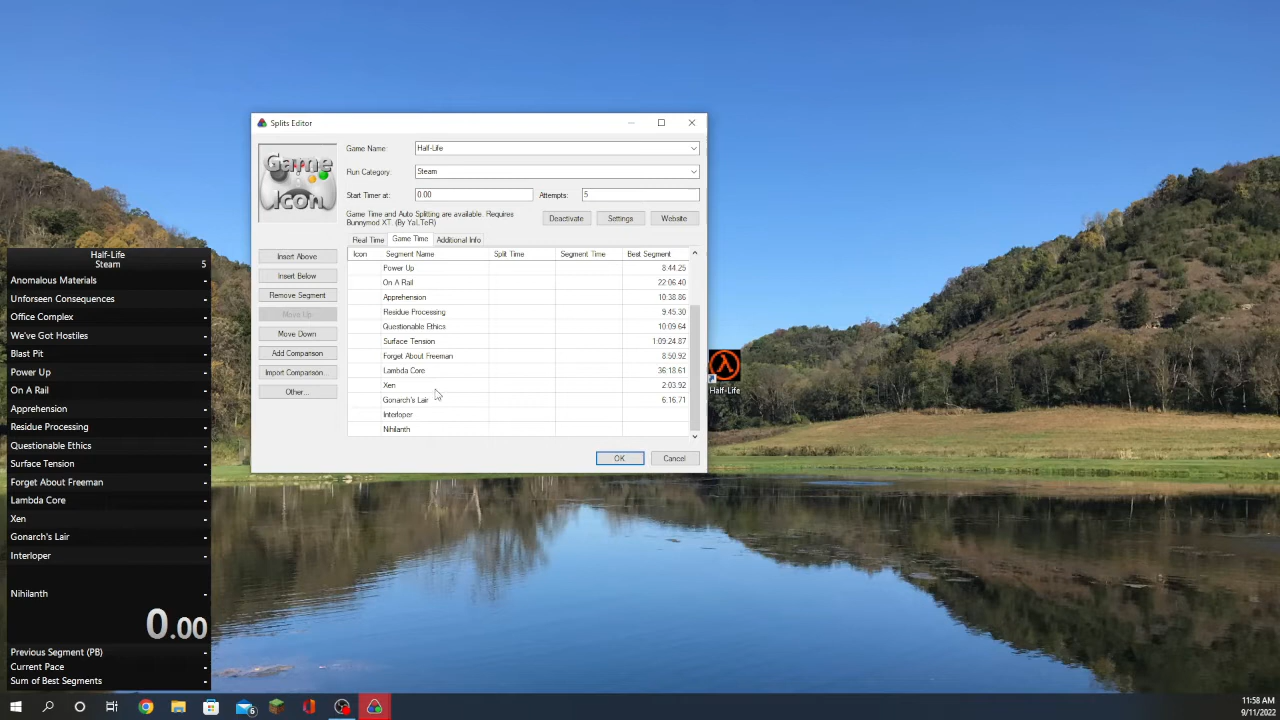 Splits Editor
Game Icon
Game Name: Half-Life
Run Category: Steam
Start Timer at: 0.00 Attempts: 5
Game Time and Auto Splitting are available. Requires
Bunnymod XT. (By YaLTeR)
Deactivate Settings Website
Real Time Game Time Additional Info
Insert Above
Insert Below
Remove Segment
Move Up
Move Down
Add Comparison
Import Comparison...
Other...
Icon Segment Name Split Time Segment Time Best Segment
Power Up 8:44.25
On A Rail 22:06.40
Apprehension 10:38.86
Residue Processing 9:45.30
Questionable Ethics 10:09.64
Surface Tension 1:09:24.87
Forget About Freeman 8:50.92
Lambda Core 36:18.61
Xen 2:03.92
Gonarch's Lair 6:16.71
Interloper
Nihilanth
OK Cancel
Half-Life
Half-Life
Steam 5
Anomalous Materials -
Unforseen Consequences -
Office Complex -
We've Got Hostiles -
Blast Pit -
Power Up -
On A Rail -
Apprehension -
Residue Processing -
Questionable Ethics -
Surface Tension -
Forget About Freeman -
Lambda Core -
Xen -
Gonarch's Lair -
Interloper -
Nihilanth -
0.00
Previous Segment (PB) -
Current Pace -
Sum of Best Segments -
6
11:58 AM
9/11/2022